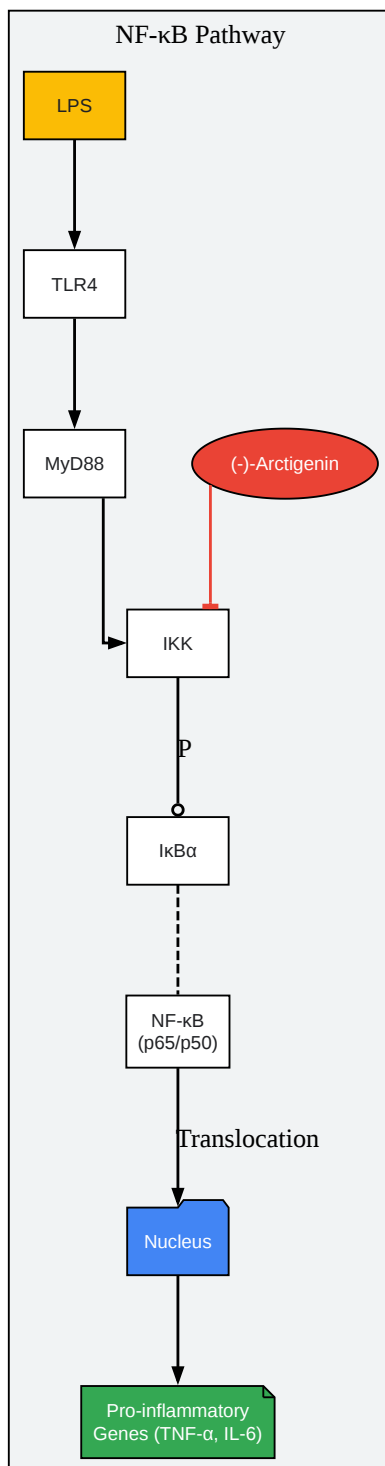 NF-κB Pathway
LPS
TLR4
MyD88
(-)-Arctigenin
IKK
P
IκBα
NF-κB
(p65/p50)
Translocation
Nucleus
Pro-inflammatory
Genes (TNF-α, IL-6)